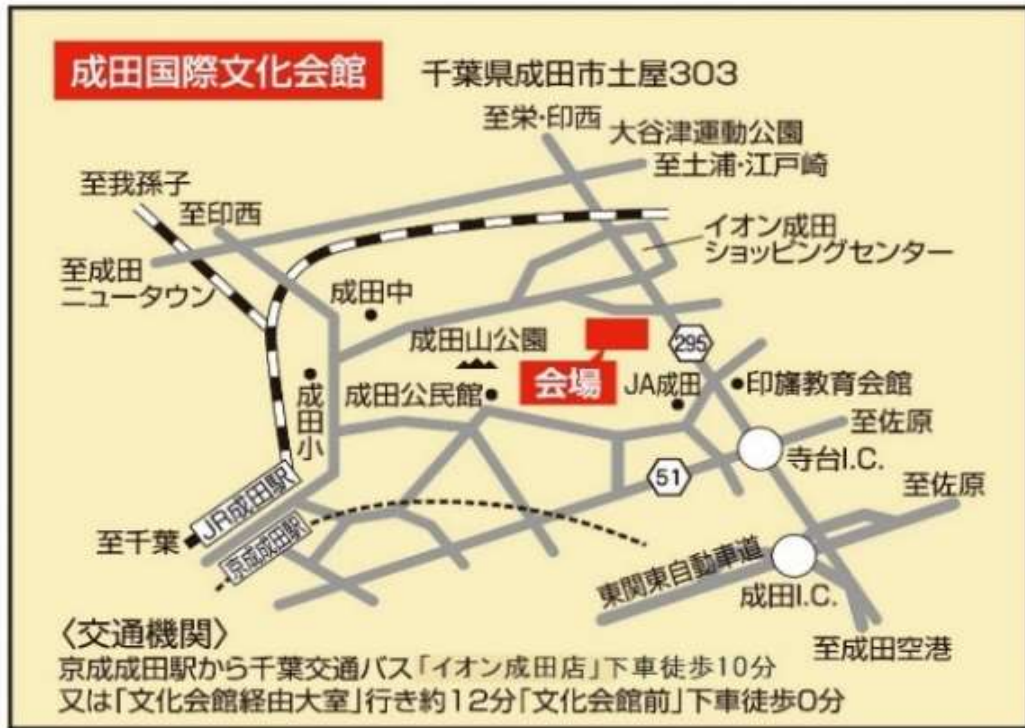 成田国際文化会館
千葉県成田市土屋303
至栄・印西
大谷津運動公園
至土浦・江戸崎
至我孫子
至印西
イオン成田
ショッピングセンター
至成田
ニュータウン
成田中
成田山公園
295
会場
JA成田
印旛教育会館
成田小
成田公民館
至佐原
寺台I.C.
51
至佐原
JR成田駅
至千葉
京成成田駅
東関東自動車道
成田I.C.
至成田空港
〈交通機関〉
京成成田駅から千葉交通バス「イオン成田店」下車徒歩10分
又は「文化会館経由大室」行き約12分「文化会館前」下車徒歩0分